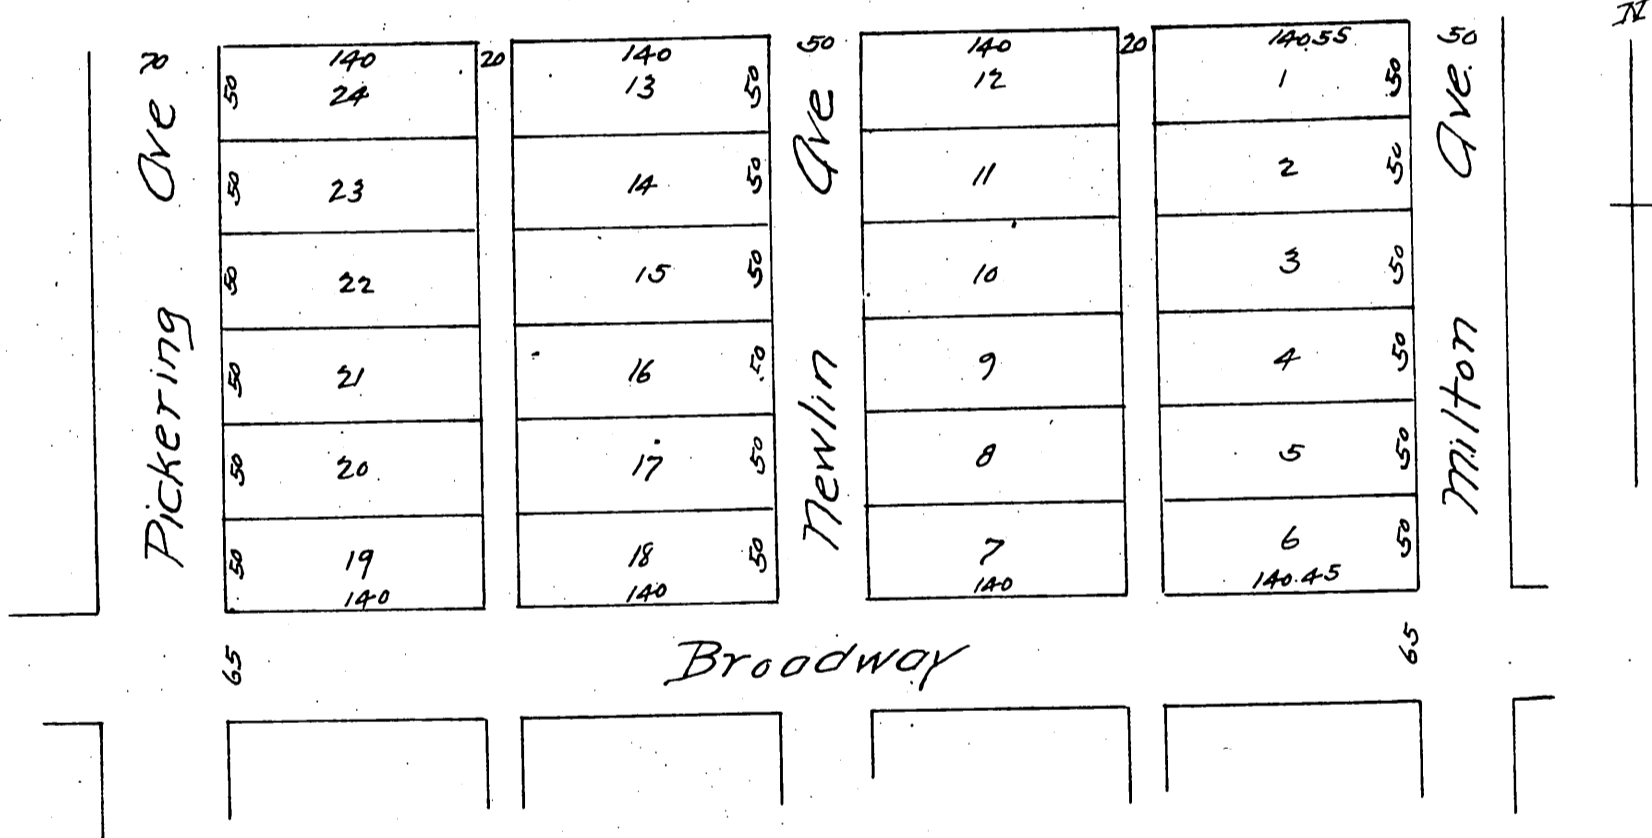 N
70 140 20 140 50 140 20 140.55 50
50 24 13 50 12 1 50
50 23 14 50 11 2 50
50 22 15 50 10 3 50
50 21 16 50 9 4 50
50 20 17 50 8 5 50
50 19 18 50 7 6 50
140 140 140 140.45
Pickering Ave
Newlin Ave
Milton Ave.
65 Broadway 65